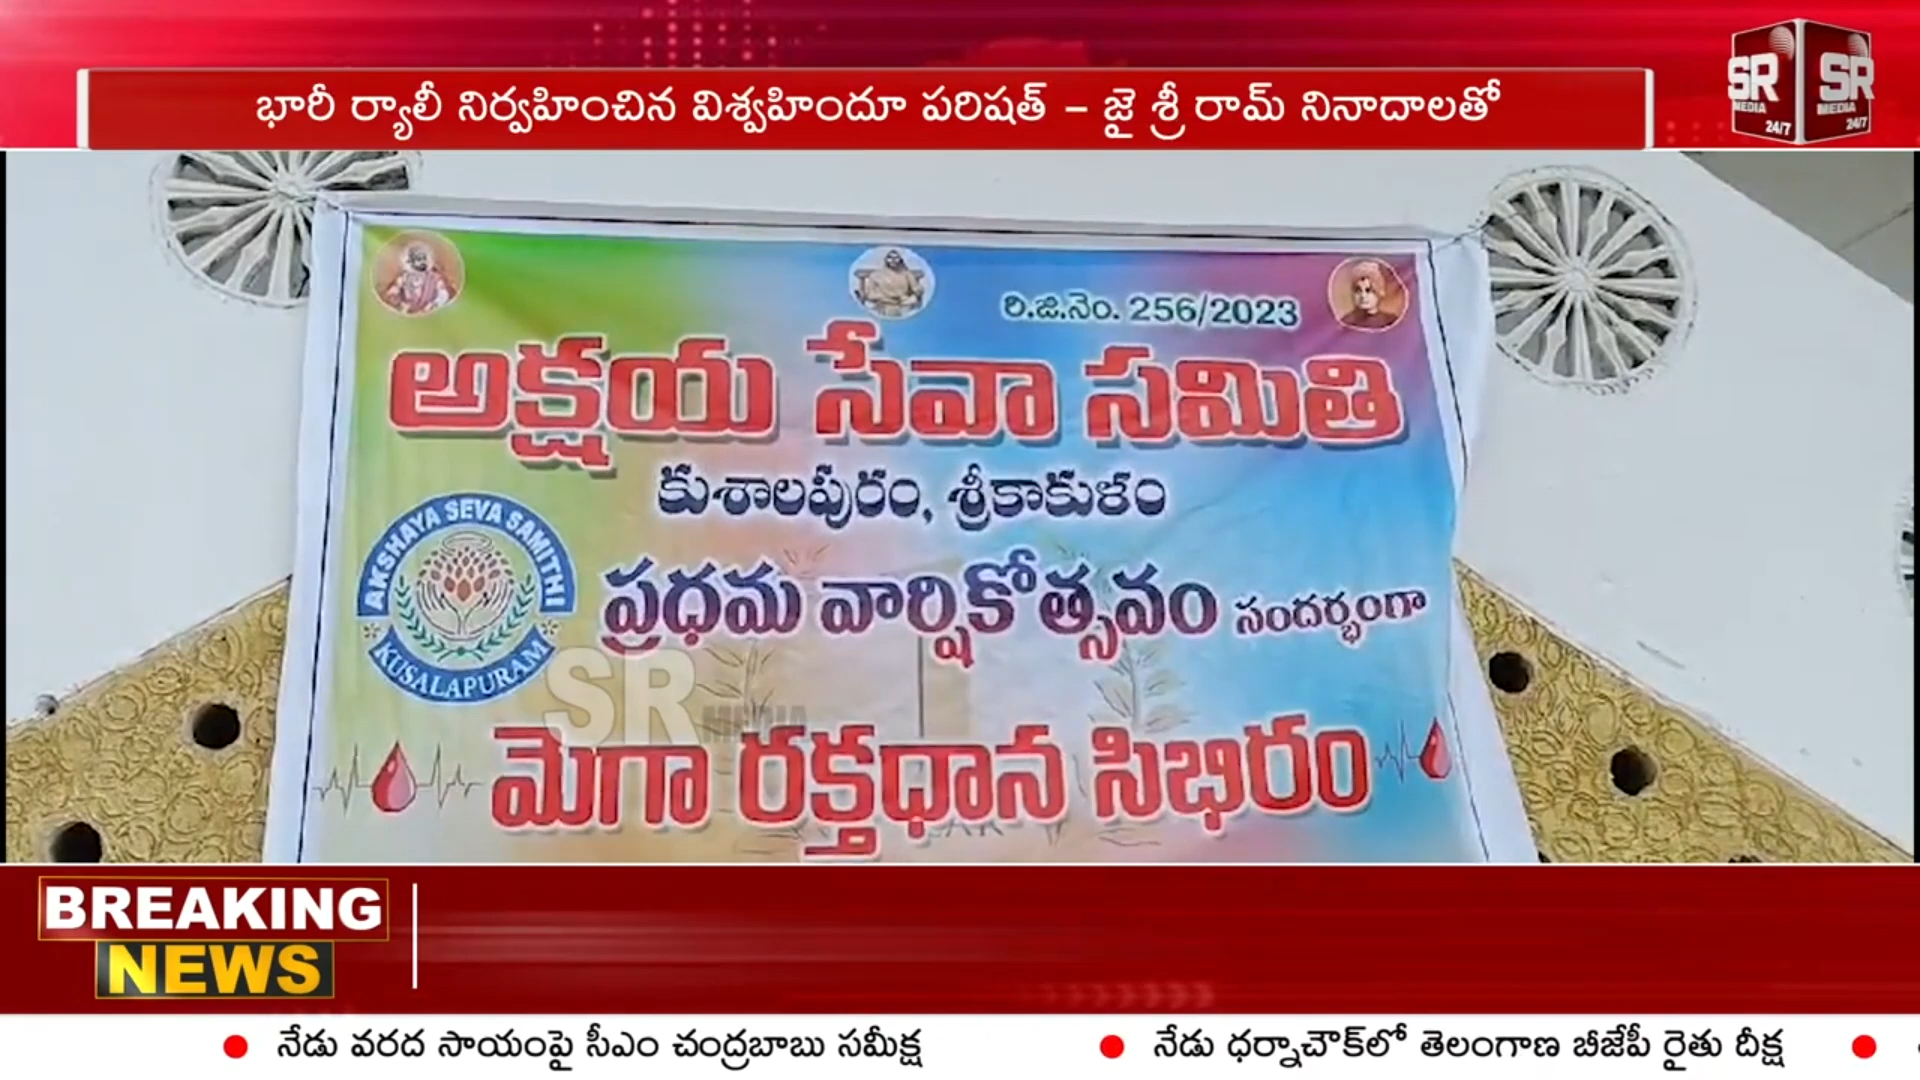 భారీ ర్యాలీ నిర్వహించిన విశ్వహిందూ పరిషత్ – జై శ్రీ రామ్ నినాదాలతో
SR MEDIA 24/7
SR MEDIA 24/7
రి.జి.నెం. 256/2023
అక్షయ సేవా సమితి
కుశాలపురం, శ్రీకాకుళం
AKSHAYA SEVA SAMITHI
KUSALAPURAM
ప్రధమ వార్షికోత్సవం సందర్భంగా
SR MEDIA
మెగా రక్తధాన సిభిరం
BREAKING
NEWS
నేడు వరద సాయంపై సీఎం చంద్రబాబు సమీక్ష
నేడు ధర్నాచౌక్‌లో తెలంగాణ బీజేపీ రైతు దీక్ష